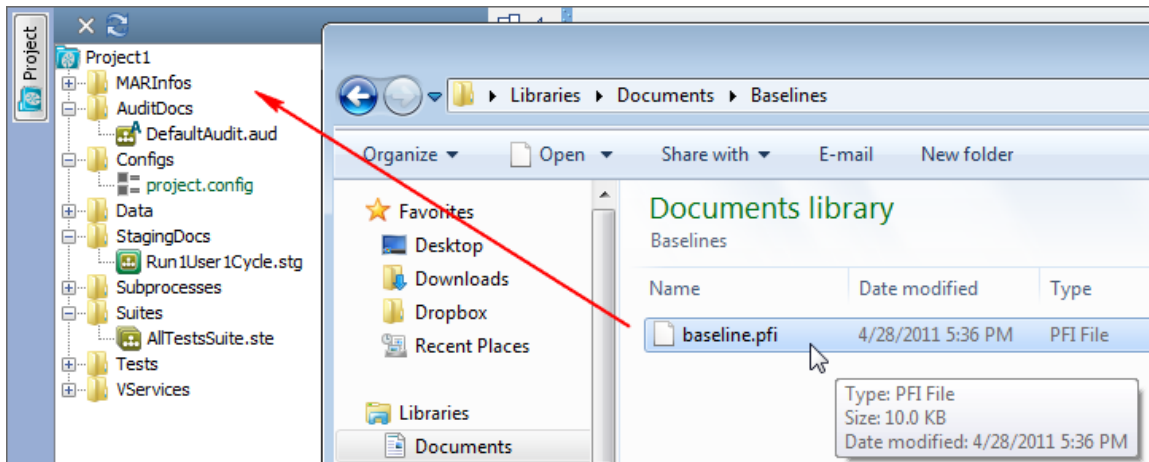 Project
Project1
MARInfos
AuditDocs
DefaultAudit.aud
Configs
project.config
Data
StagingDocs
Run1User1Cycle.stg
Subprocesses
Suites
AllTestsSuite.ste
Tests
VServices
Libraries Documents Baselines
Organize Open Share with E-mail New folder
Favorites
Desktop
Downloads
Dropbox
Recent Places
Libraries
Documents
Documents library
Baselines
Name Date modified Type
baseline.pfi 4/28/2011 5:36 PM PFI File
Type: PFI File
Size: 10.0 KB
Date modified: 4/28/2011 5:36 PM